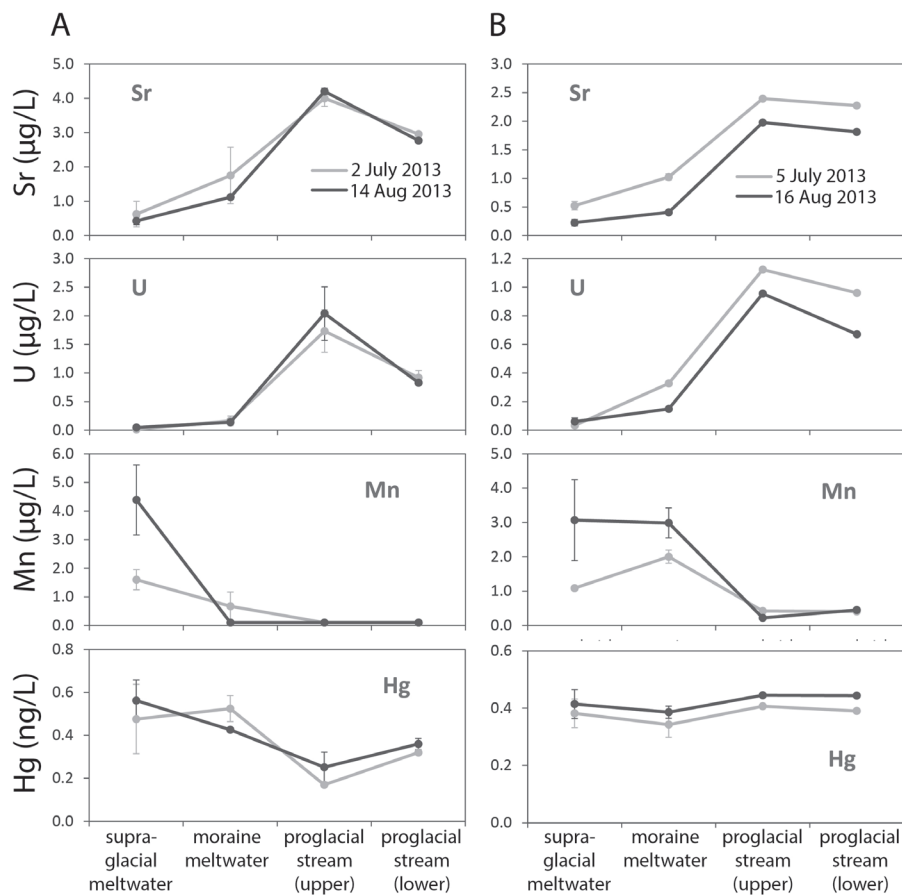 A
B
Sr (µg/L)
5.0
4.0
3.0
2.0
1.0
0.0
Sr
2 July 2013
14 Aug 2013
3.0
2.5
2.0
1.5
1.0
0.5
0.0
Sr
5 July 2013
16 Aug 2013
U (µg/L)
3.0
2.5
2.0
1.5
1.0
0.5
0.0
U
1.2
1.0
0.8
0.6
0.4
0.2
0.0
U
Mn (µg/L)
6.0
5.0
4.0
3.0
2.0
1.0
0.0
Mn
5.0
4.0
3.0
2.0
1.0
0.0
Mn
Hg (ng/L)
0.8
0.6
0.4
0.2
0.0
Hg
0.6
0.4
0.2
0.0
Hg
supra-
glacial
meltwater
moraine
meltwater
proglacial
stream
(upper)
proglacial
stream
(lower)
supra-
glacial
meltwater
moraine
meltwater
proglacial
stream
(upper)
proglacial
stream
(lower)